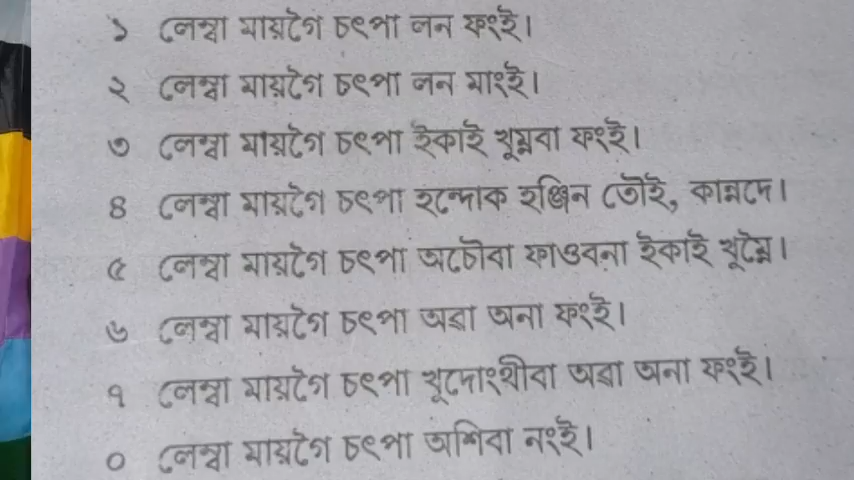 ১ লেম্বা মায়গৈ চৎপা লন ফংই।
২ লেম্বা মায়গৈ চৎপা লন মাংই।
৩ লেম্বা মায়গৈ চৎপা ইকাই খুম্নবা ফংই।
৪ লেম্বা মায়গৈ চৎপা হন্দোক হঞ্জিন তৌই, কান্নদে।
৫ লেম্বা মায়গৈ চৎপা অচৌবা ফাওবনা ইকাই খুম্নৈ।
৬ লেম্বা মায়গৈ চৎপা অৱা অনা ফংই।
৭ লেম্বা মায়গৈ চৎপা খুদোংথীবা অৱা অনা ফংই।
০ লেম্বা মায়গৈ চৎপা অশিবা নংই।